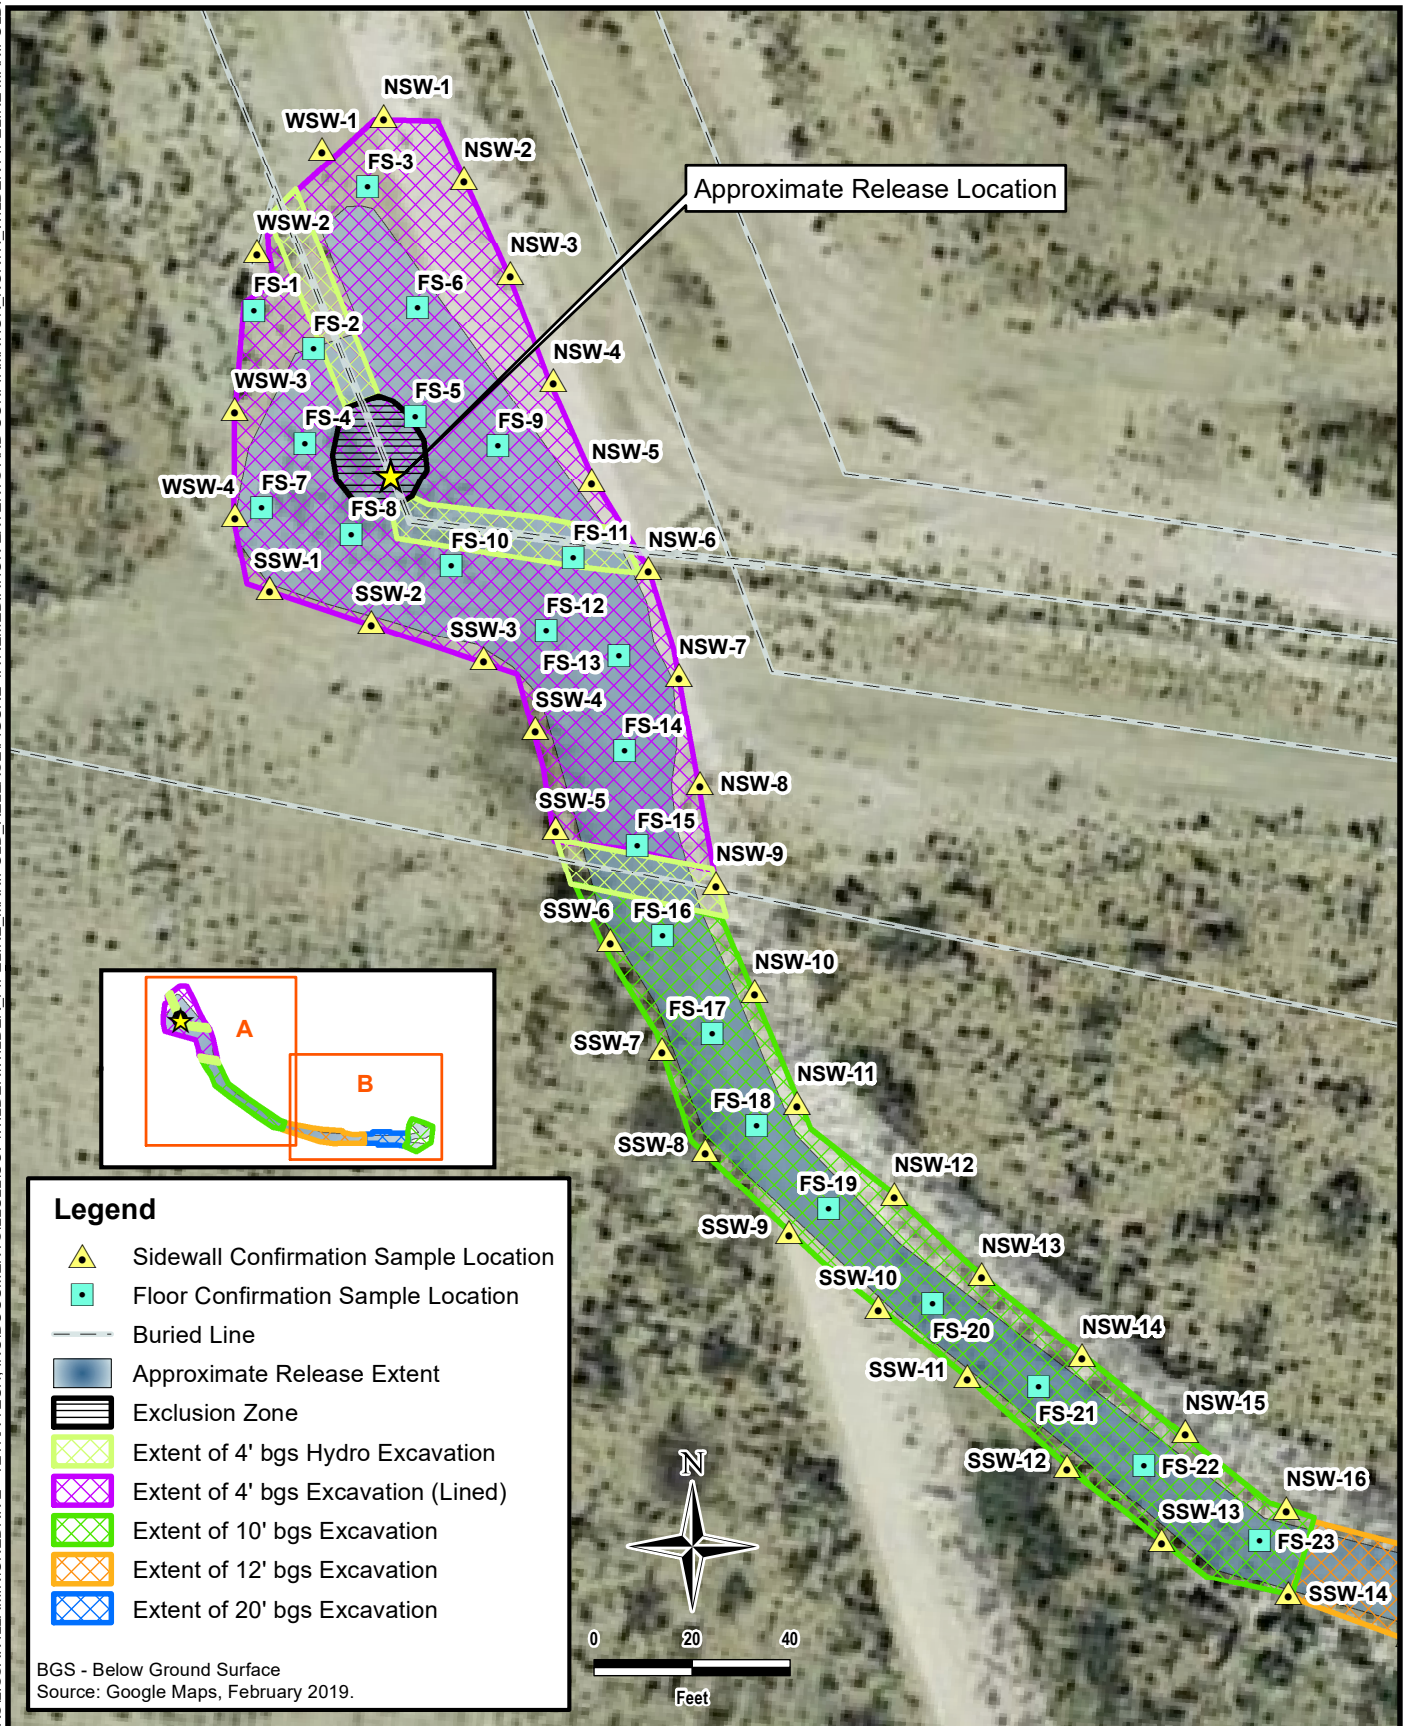 NSW-1
WSW-1
NSW-2
FS-3
Approximate Release Location
WSW-2
NSW-3
FS-1
FS-6
FS-2
NSW-4
WSW-3
FS-5
FS-4
FS-9
NSW-5
WSW-4
FS-7
FS-8
FS-11
NSW-6
FS-10
SSW-1
SSW-2
FS-12
SSW-3
FS-13
NSW-7
SSW-4
FS-14
NSW-8
SSW-5
FS-15
NSW-9
SSW-6
FS-16
NSW-10
FS-17
SSW-7
NSW-11
FS-18
SSW-8
NSW-12
FS-19
SSW-9
NSW-13
SSW-10
FS-20
NSW-14
SSW-11
FS-21
NSW-15
SSW-12
FS-22
NSW-16
SSW-13
FS-23
SSW-14
A
B
Legend
Sidewall Confirmation Sample Location
Floor Confirmation Sample Location
Buried Line
Approximate Release Extent
Exclusion Zone
Extent of 4' bgs Hydro Excavation
Extent of 4' bgs Excavation (Lined)
Extent of 10' bgs Excavation
Extent of 12' bgs Excavation
Extent of 20' bgs Excavation
BGS - Below Ground Surface
Source: Google Maps, February 2019.
N
0 20 40
Feet